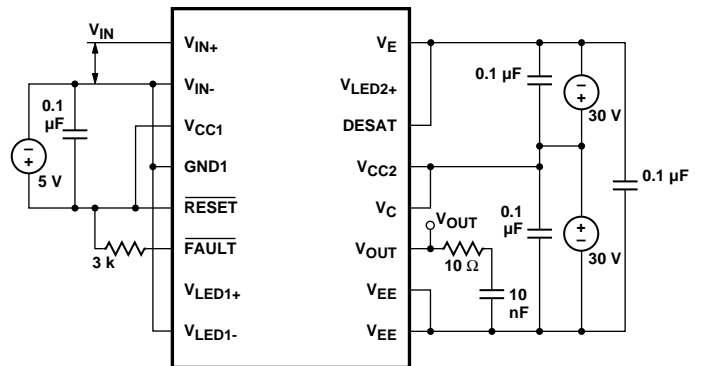 VIN
VIN+
VIN-
VCC1
GND1
RESET
FAULT
VLED1+
VLED1-
VE
VLED2+
DESAT
VCC2
VC
VOUT
VEE
VEE
0.1
µF
5 V
3 k
VOUT
10 Ω
10
nF
0.1 µF
30 V
0.1
µF
30 V
0.1 µF
− +
− +
+ −